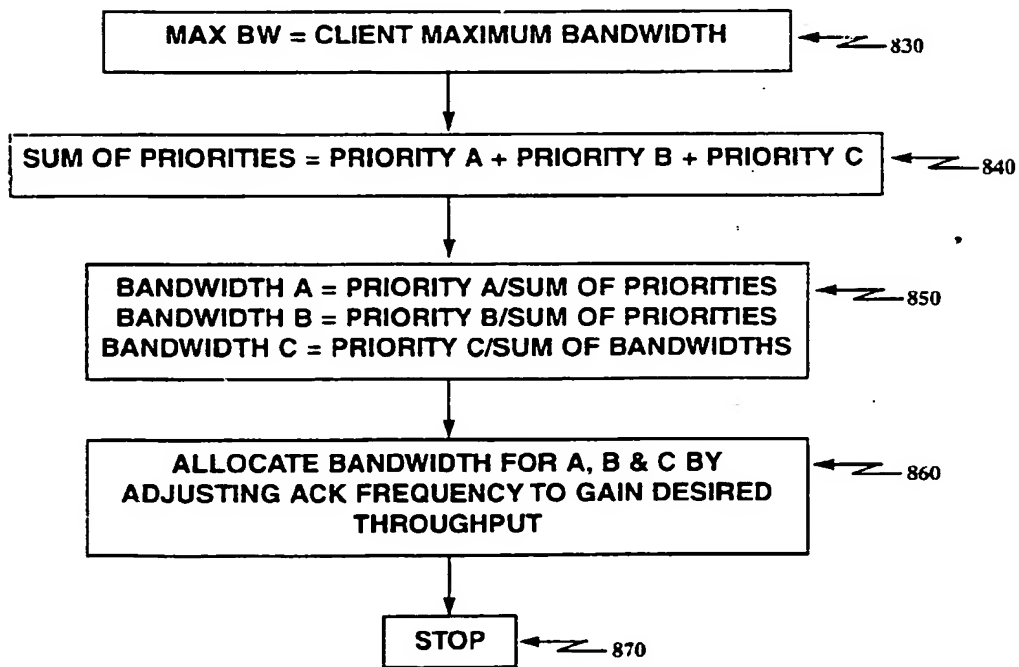 MAX BW = CLIENT MAXIMUM BANDWIDTH
830
SUM OF PRIORITIES = PRIORITY A + PRIORITY B + PRIORITY C
840
BANDWIDTH A = PRIORITY A/SUM OF PRIORITIES
BANDWIDTH B = PRIORITY B/SUM OF PRIORITIES
BANDWIDTH C = PRIORITY C/SUM OF BANDWIDTHS
850
ALLOCATE BANDWIDTH FOR A, B & C BY
ADJUSTING ACK FREQUENCY TO GAIN DESIRED
THROUGHPUT
860
STOP
870